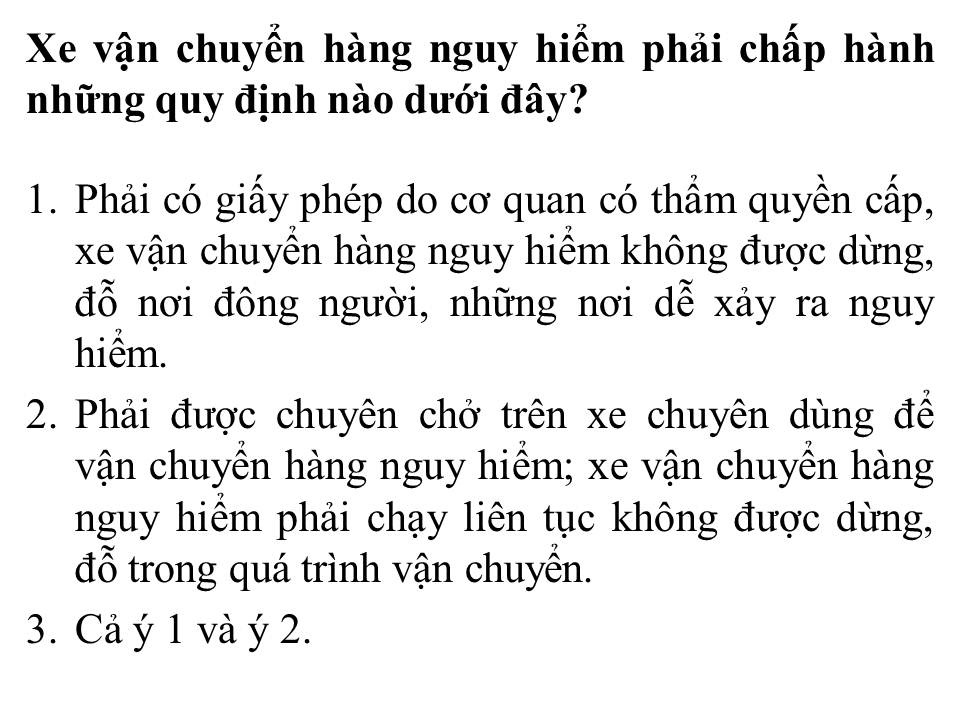 Xe vận chuyển hàng nguy hiểm phải chấp hành
những quy định nào dưới đây?
1. Phải có giấy phép do cơ quan có thẩm quyền cấp,
xe vận chuyển hàng nguy hiểm không được dừng,
đỗ nơi đông người, những nơi dễ xảy ra nguy
hiểm.
2. Phải được chuyên chở trên xe chuyên dùng để
vận chuyển hàng nguy hiểm; xe vận chuyển hàng
nguy hiểm phải chạy liên tục không được dừng,
đỗ trong quá trình vận chuyển.
3. Cả ý 1 và ý 2.